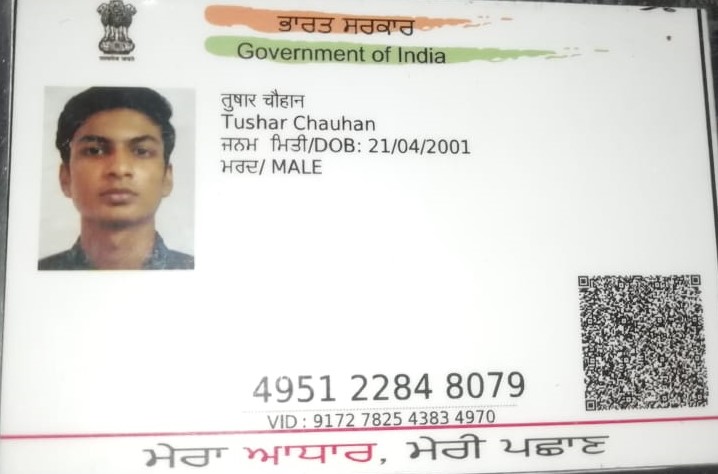 ਭਾਰਤ ਸਰਕਾਰ
Government of India
तुषार चौहान
Tushar Chauhan
ਜਨਮ ਮਿਤੀ/DOB: 21/04/2001
ਮਰਦ/ MALE
4951 2284 8079
VID : 9172 7825 4383 4970
ਮੇਰਾ ਆਧਾਰ, ਮੇਰੀ ਪਛਾਣ